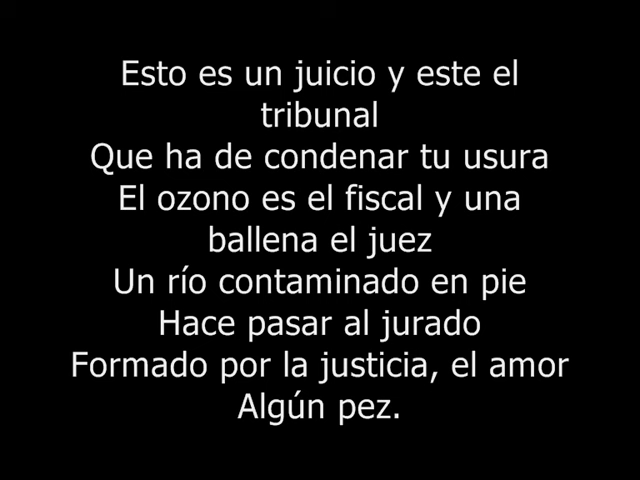 Esto es un juicio y este el
tribunal
Que ha de condenar tu usura
El ozono es el fiscal y una
ballena el juez
Un río contaminado en pie
Hace pasar al jurado
Formado por la justicia, el amor
Algún pez.